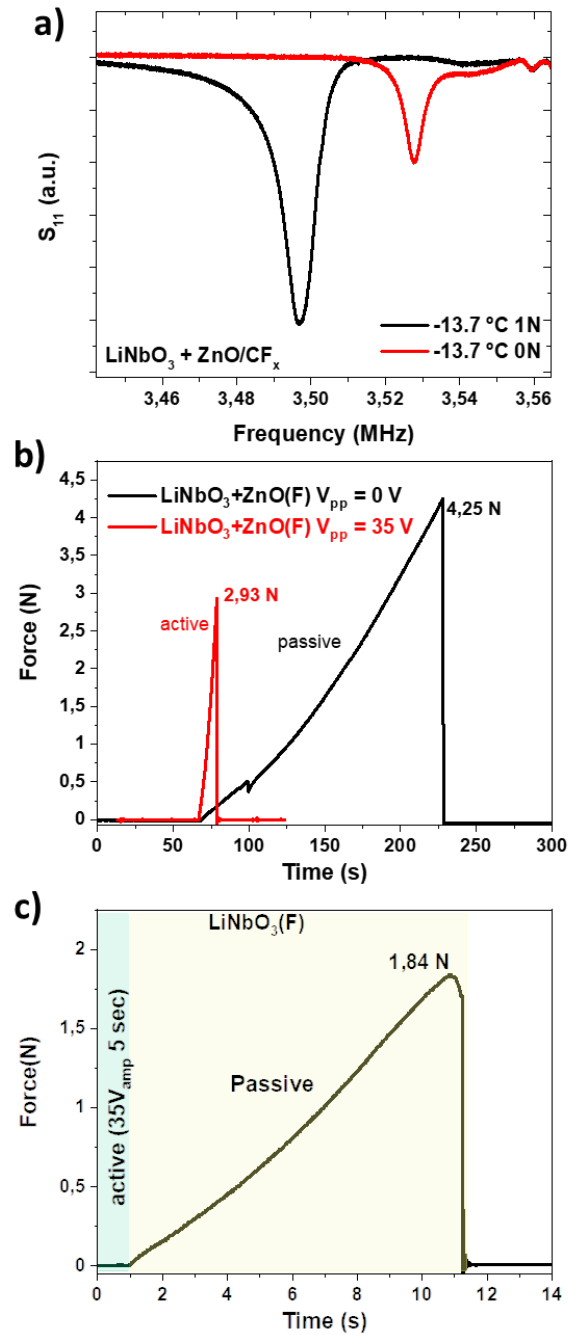 a)
S₁₁ (a.u.)
-13.7 ºC 1N
-13.7 ºC 0N
LiNbO₃ + ZnO/CFₓ
3,46 3,48 3,50 3,52 3,54 3,56
Frequency (MHz)
b)
4,5
4
3,5
3
2,5
2
1,5
1
0,5
0
Force (N)
LiNbO₃+ZnO(F) Vₚₚ = 0 V
LiNbO₃+ZnO(F) Vₚₚ = 35 V
4,25 N
2,93 N
active
passive
0 50 100 150 200 250 300
Time (s)
c)
2
1,5
1
0,5
0
Force(N)
active (35Vamp 5 sec)
LiNbO₃(F)
1,84 N
Passive
0 2 4 6 8 10 12 14
Time (s)